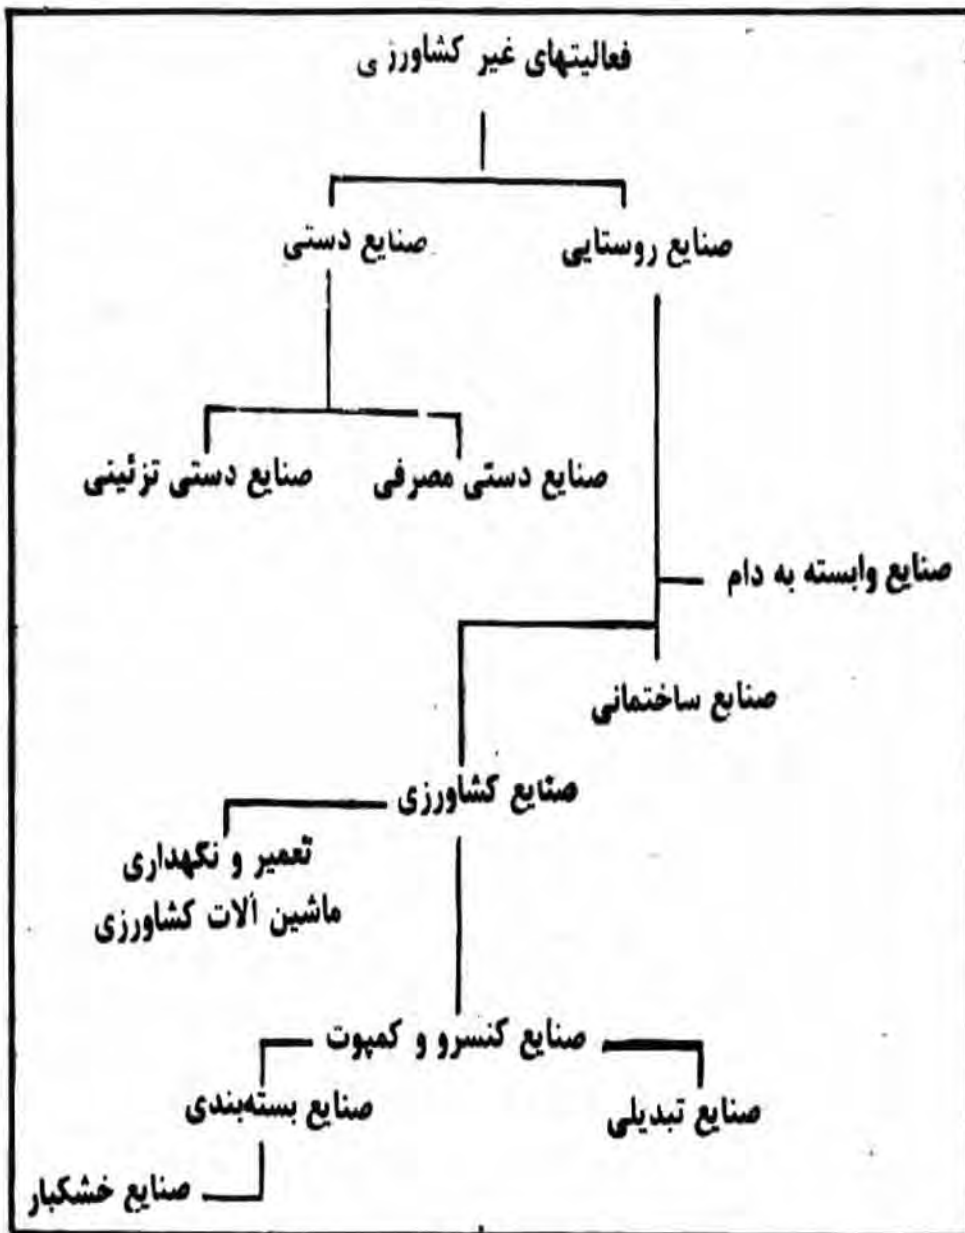 فعالیتهای غیر کشاورزی
صنایع روستایی
صنایع دستی
صنایع دستی مصرفی
صنایع دستی تزئینی
صنایع وابسته به دام
صنایع ساختمانی
صنایع کشاورزی
تعمیر و نگهداری
ماشین آلات کشاورزی
صنایع کنسرو و کمپوت
صنایع تبدیلی
صنایع بسته‌بندی
صنایع خشکبار